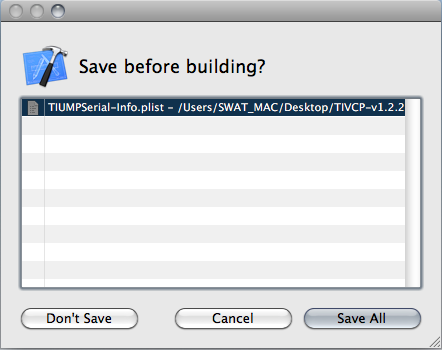 Save before building?
TIUMPSerial-Info.plist – /Users/SWAT_MAC/Desktop/TIVCP-v1.2.2
Don't Save
Cancel
Save All